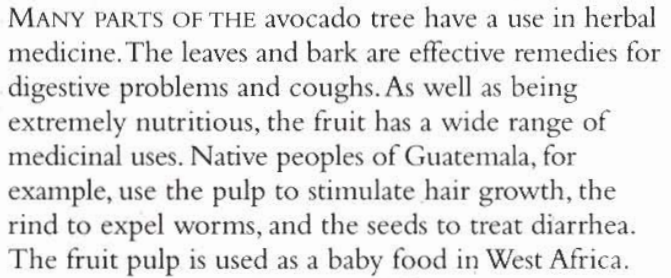 MANY PARTS OF THE avocado tree have a use in herbal
medicine. The leaves and bark are effective remedies for
digestive problems and coughs. As well as being
extremely nutritious, the fruit has a wide range of
medicinal uses. Native peoples of Guatemala, for
example, use the pulp to stimulate hair growth, the
rind to expel worms, and the seeds to treat diarrhea.
The fruit pulp is used as a baby food in West Africa.